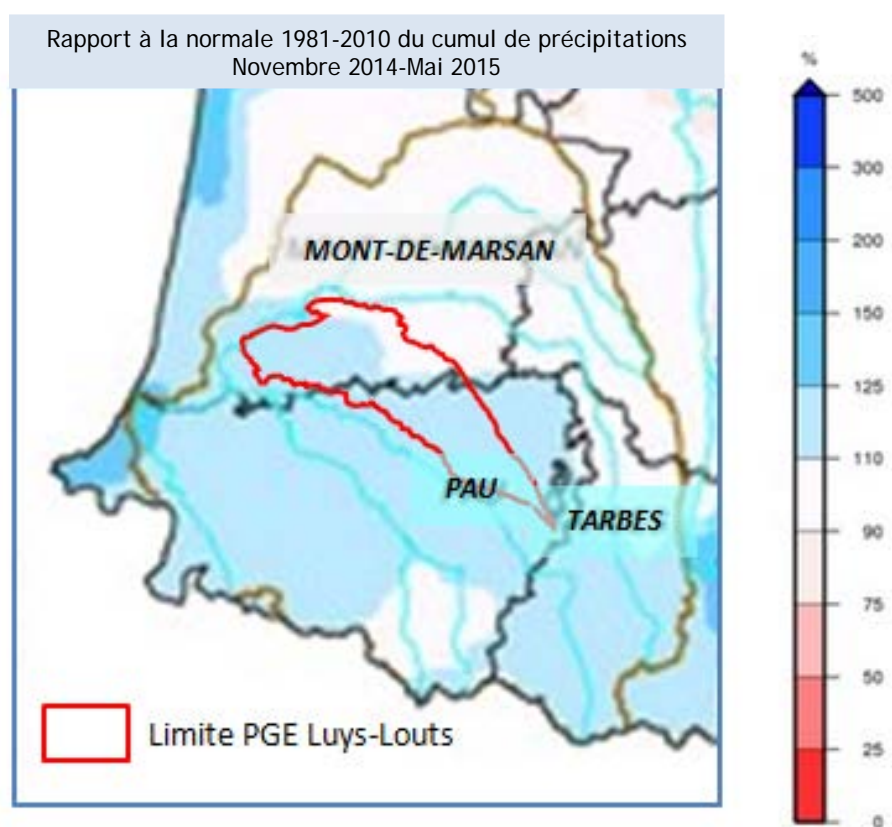 Rapport à la normale 1981-2010 du cumul de précipitations
Novembre 2014-Mai 2015
MONT-DE-MARSAN
PAU
TARBES
Limite PGE Luys-Louts
%
500
300
200
150
125
110
90
75
50
25
0